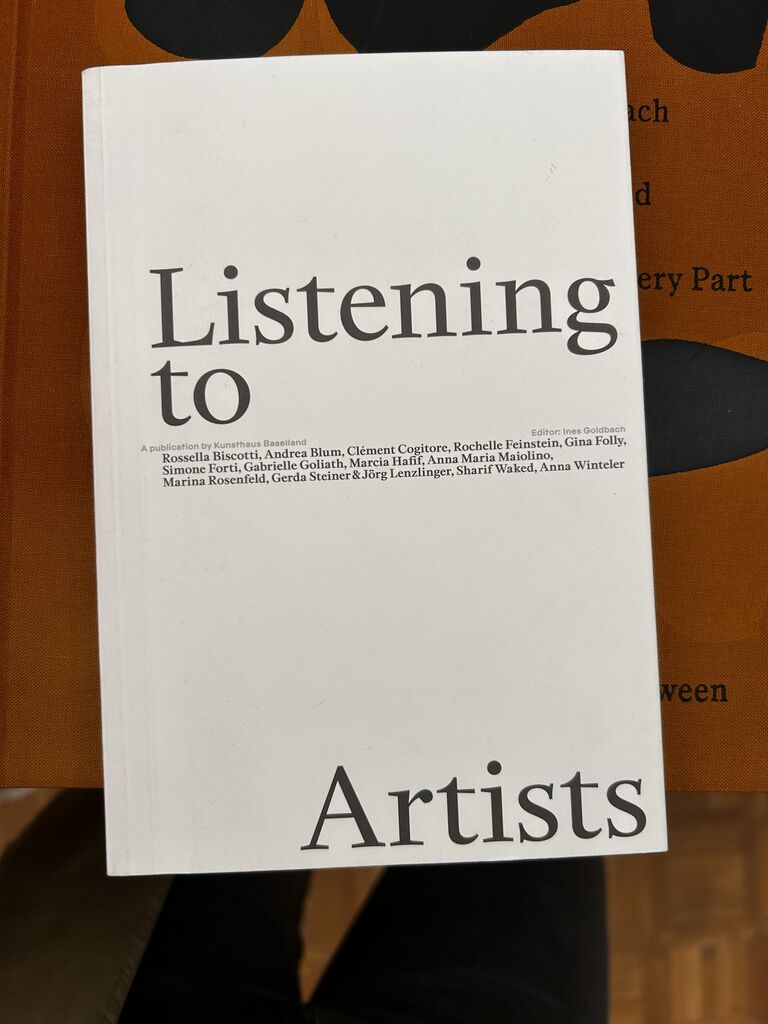 Listening
to
A publication by Kunsthaus Baselland
Editor: Ines Goldbach
Rossella Biscotti, Andrea Blum, Clément Cogitore, Rochelle Feinstein, Gina Folly,
Simone Forti, Gabrielle Goliath, Marcia Hafif, Anna Maria Maiolino,
Marina Rosenfeld, Gerda Steiner & Jörg Lenzlinger, Sharif Waked, Anna Winteler
Artists
ach
d
ery Part
ween